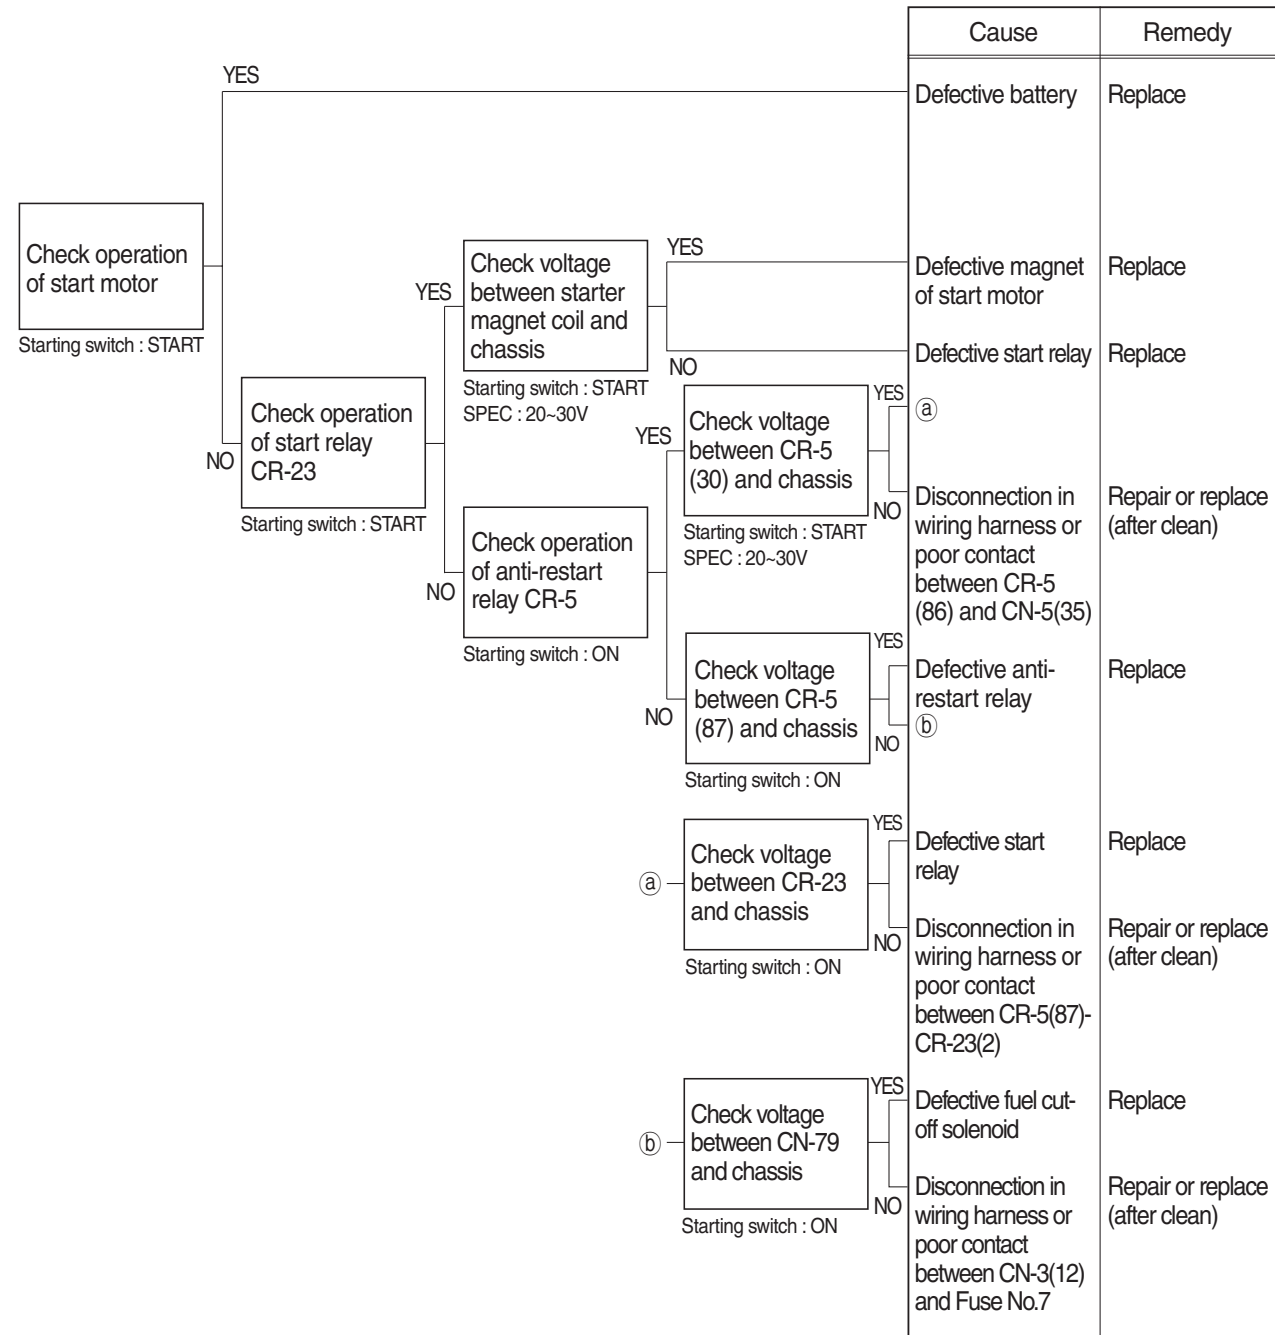 Cause Remedy
YES
Defective battery Replace
Check operation
of start motor
Starting switch : START
YES
Check voltage
between starter
magnet coil and
chassis
Starting switch : START
SPEC : 20~30V
YES
Defective magnet
of start motor
Replace
NO
Defective start relay Replace
NO
Check operation
of start relay
CR-23
Starting switch : START
NO
Check operation
of anti-restart
relay CR-5
Starting switch : ON
YES
Check voltage
between CR-5
(30) and chassis
Starting switch : START
SPEC : 20~30V
YES
ⓐ
NO
Disconnection in
wiring harness or
poor contact
between CR-5
(86) and CN-5(35)
Repair or replace
(after clean)
NO
Check voltage
between CR-5
(87) and chassis
Starting switch : ON
YES
Defective anti-
restart relay
Replace
NO
ⓑ
ⓐ
Check voltage
between CR-23
and chassis
Starting switch : ON
YES
Defective start
relay
Replace
NO
Disconnection in
wiring harness or
poor contact
between CR-5(87)-
CR-23(2)
Repair or replace
(after clean)
ⓑ
Check voltage
between CN-79
and chassis
Starting switch : ON
YES
Defective fuel cut-
off solenoid
Replace
NO
Disconnection in
wiring harness or
poor contact
between CN-3(12)
and Fuse No.7
Repair or replace
(after clean)